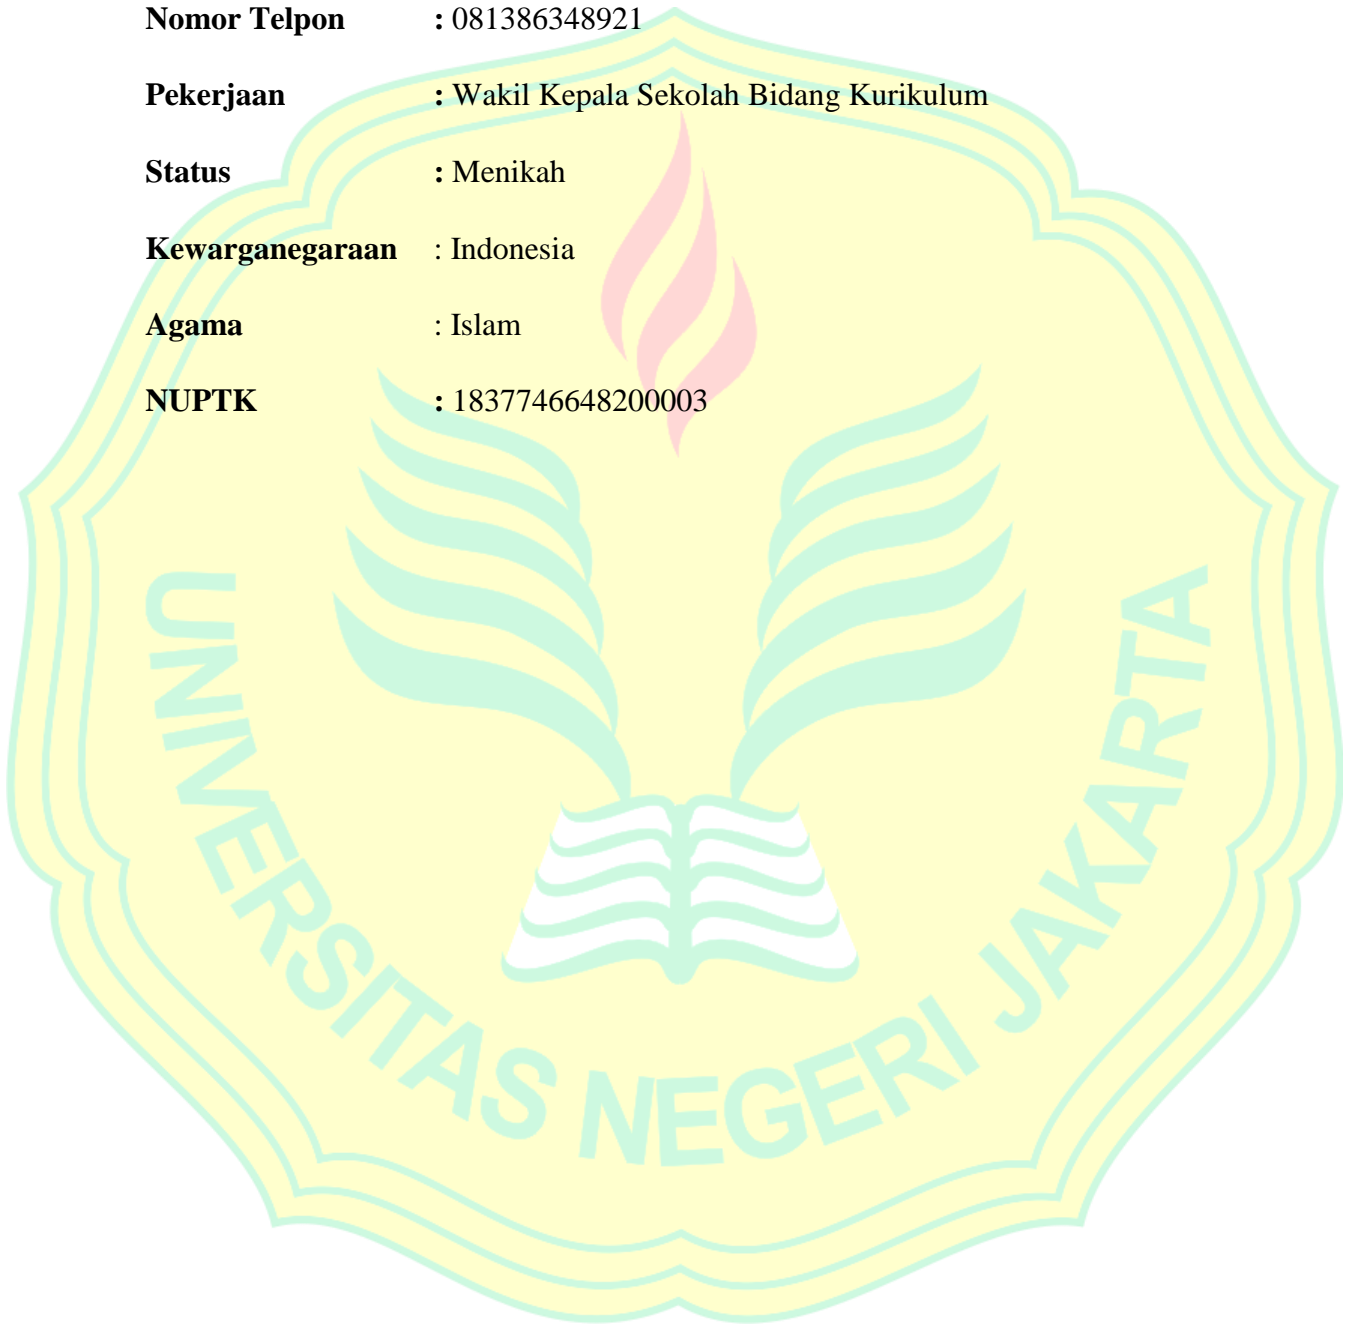 Nomor Telpon : 081386348921
Pekerjaan : Wakil Kepala Sekolah Bidang Kurikulum
Status : Menikah
Kewarganegaraan : Indonesia
Agama : Islam
NUPTK : 1837746648200003
UNIVERSITAS NEGERI JAKARTA